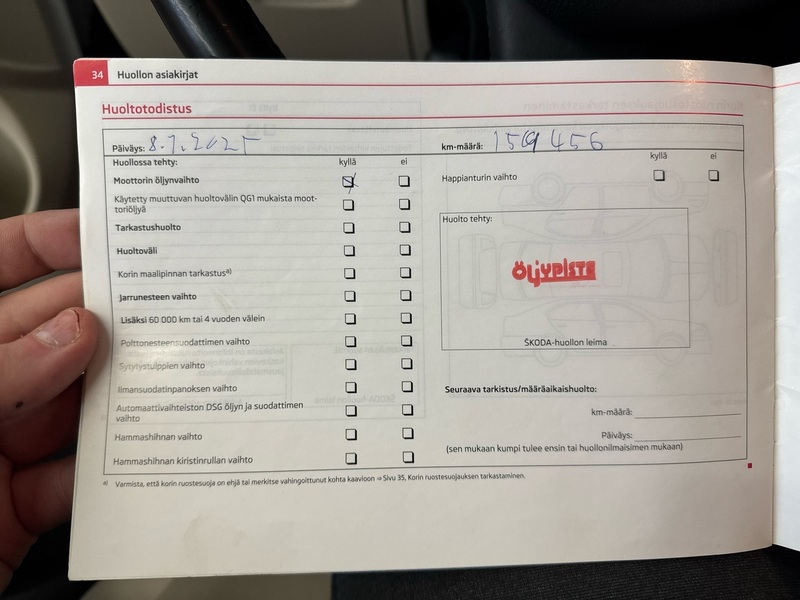 34 Huollon asiakirjat
Huoltotodistus
Päiväys: 8.7.2025
km-määrä: 159 456
Huollossa tehty: kyllä ei
kyllä ei
Moottorin öljynvaihto
Happianturin vaihto
Käytetty muuttuvan huoltovälin QG1 mukaista moot-
toriöljyä
Tarkastushuolto
Huoltoväli
Korin maalipinnan tarkastus a)
Jarrunesteen vaihto
Lisäksi 60 000 km tai 4 vuoden välein
Polttonesteensuodattimen vaihto
Sytytystulppien vaihto
Ilmansuodatinpanoksen vaihto
Automaattivaihteiston DSG öljyn ja suodattimen
vaihto
Hammashihnan vaihto
Hammashihnan kiristinrullan vaihto
Huolto tehty:
ÖljYPISTE
ŠKODA-huollon leima
Seuraava tarkistus/määräaikaishuolto:
km-määrä:
Päiväys:
(sen mukaan kumpi tulee ensin tai huollonilmaisimen mukaan)
a) Varmista, että korin ruostesuoja on ehjä tai merkitse vahingoittunut kohta kaavioon ⇒ Sivu 35, Korin ruostesuojauksen tarkastaminen.